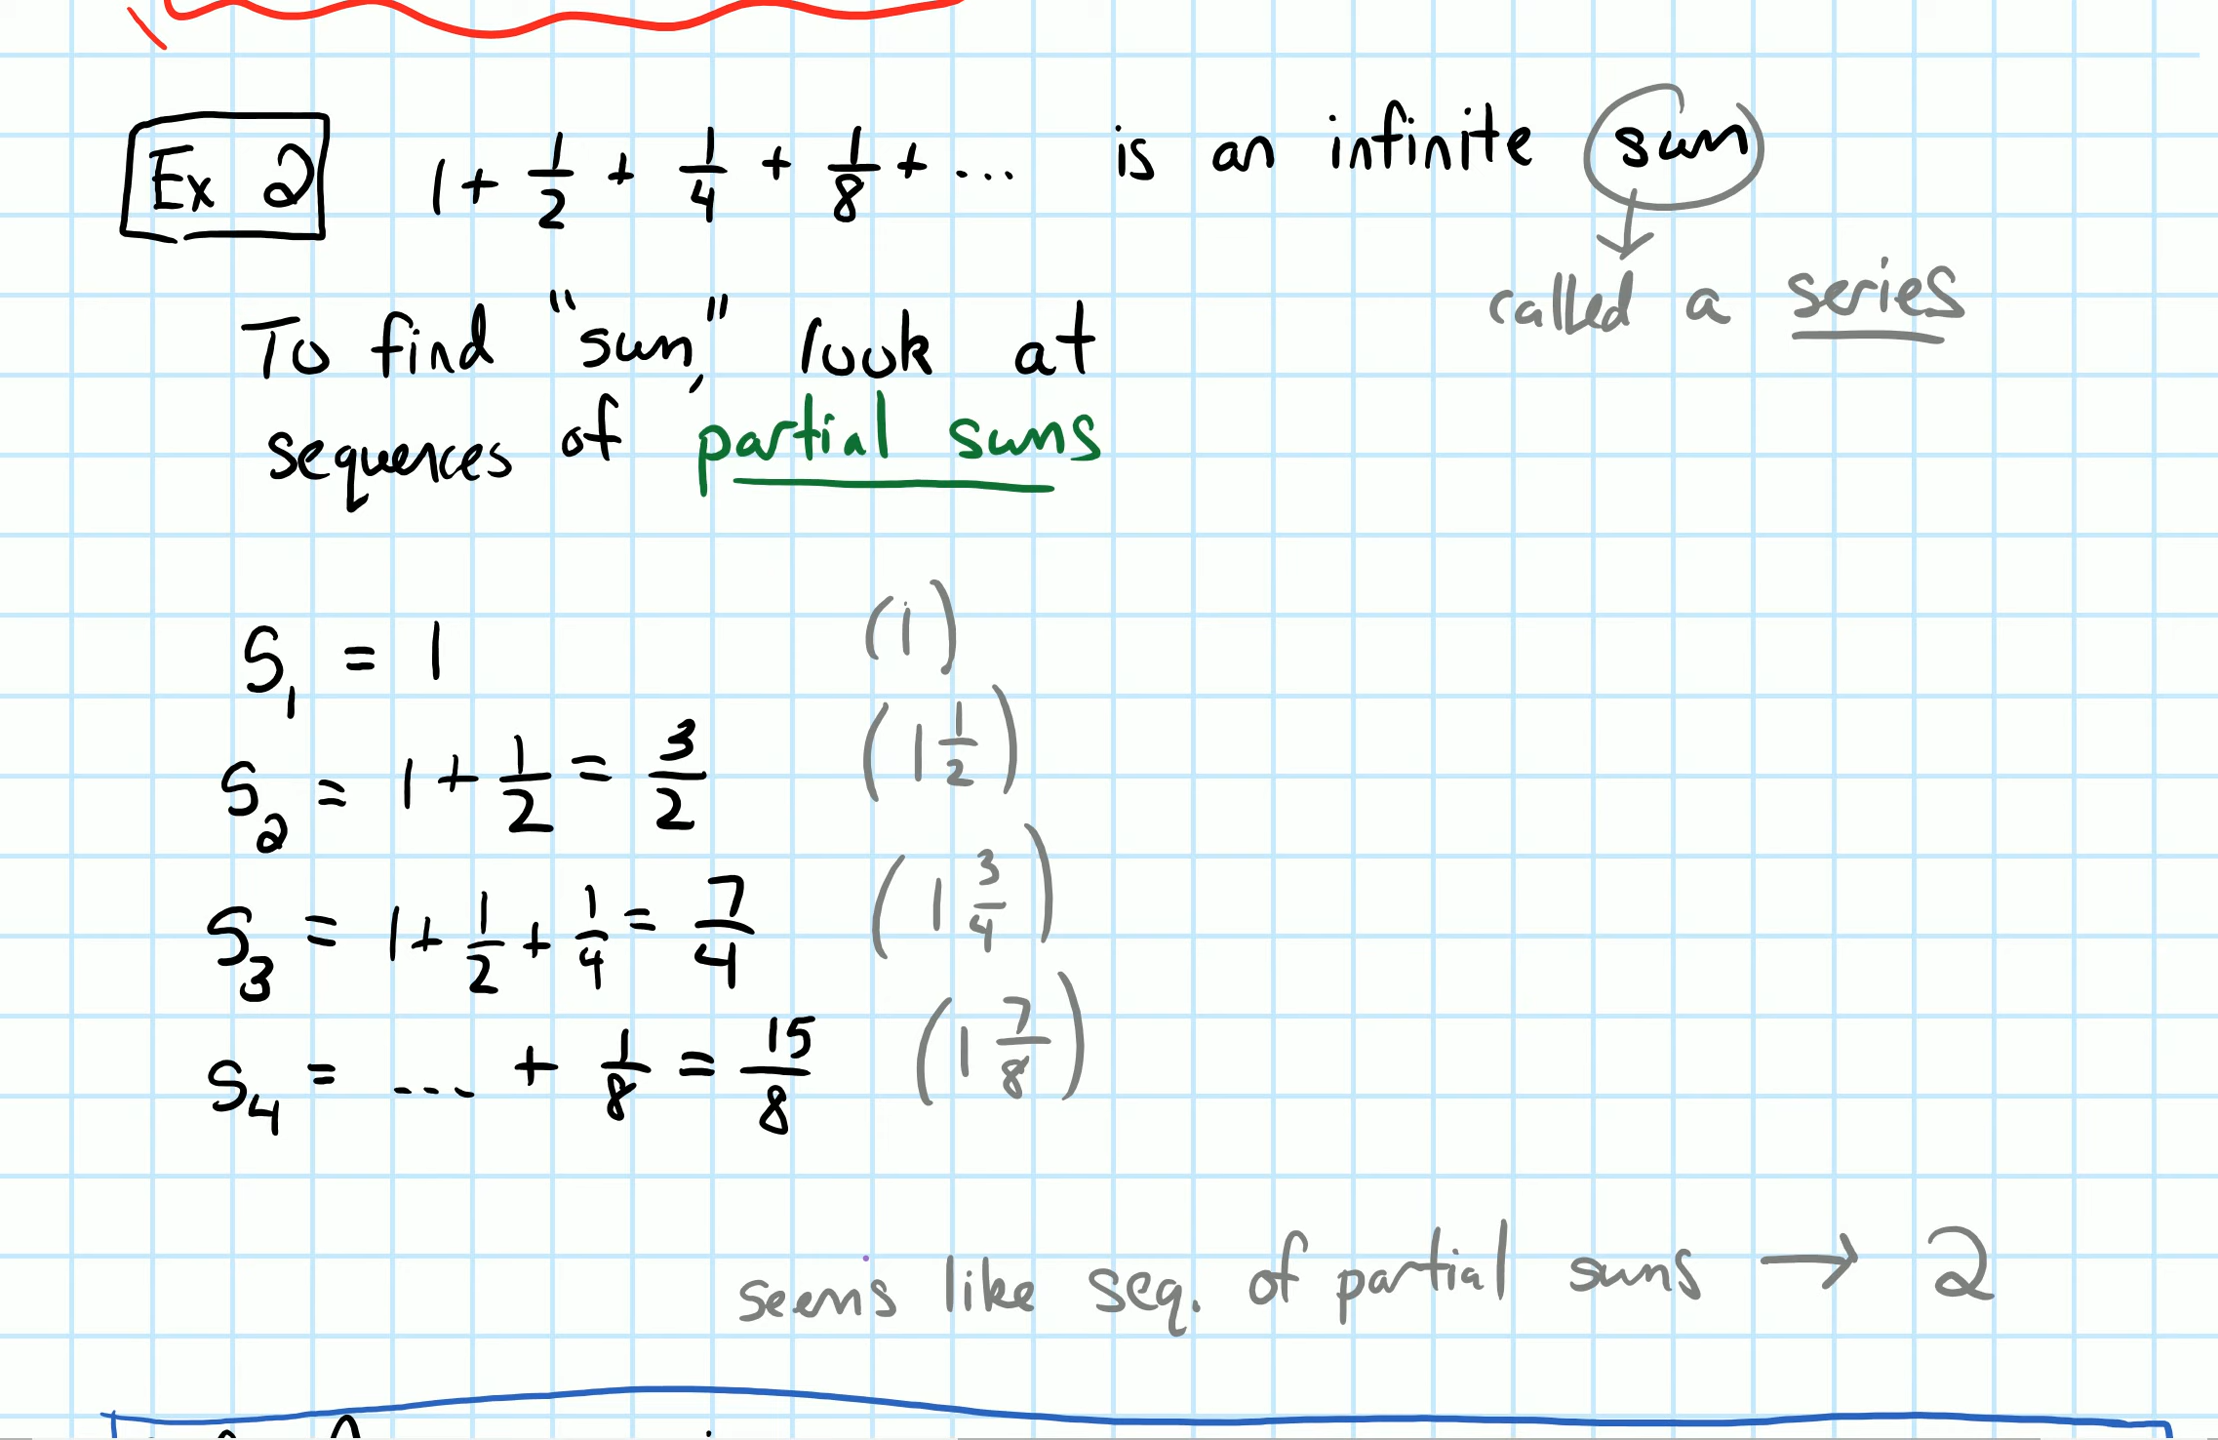 Ex 2 1 + 1/2 + 1/4 + 1/8 + ... is an infinite sum
called a series
To find "sum," look at
sequences of partial sums
S₁ = 1 (1)
S₂ = 1 + 1/2 = 3/2 (1 1/2)
S₃ = 1 + 1/2 + 1/4 = 7/4 (1 3/4)
S₄ = ... + 1/8 = 15/8 (1 7/8)
seems like seq. of partial sums → 2